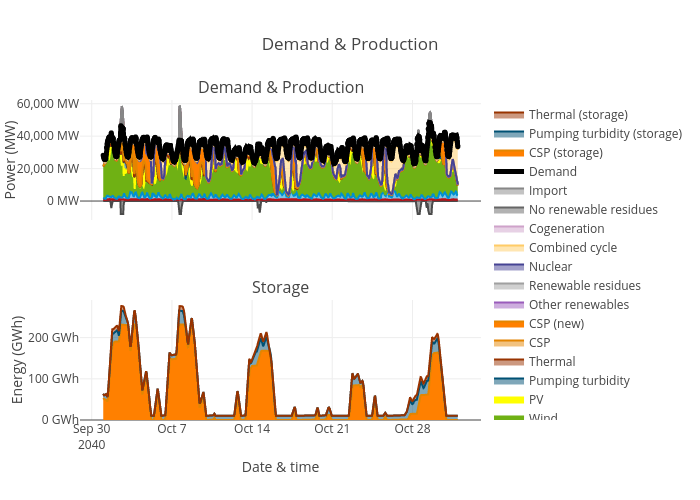 Demand & Production
Demand & Production
60,000 MW
40,000 MW
20,000 MW
0 MW
Power (MW)
Storage
200 GWh
100 GWh
0 GWh
Energy (GWh)
Sep 30
2040
Oct 7
Oct 14
Oct 21
Oct 28
Date & time
Thermal (storage)
Pumping turbidity (storage)
CSP (storage)
Demand
Import
No renewable residues
Cogeneration
Combined cycle
Nuclear
Renewable residues
Other renewables
CSP (new)
CSP
Thermal
Pumping turbidity
PV
Wind